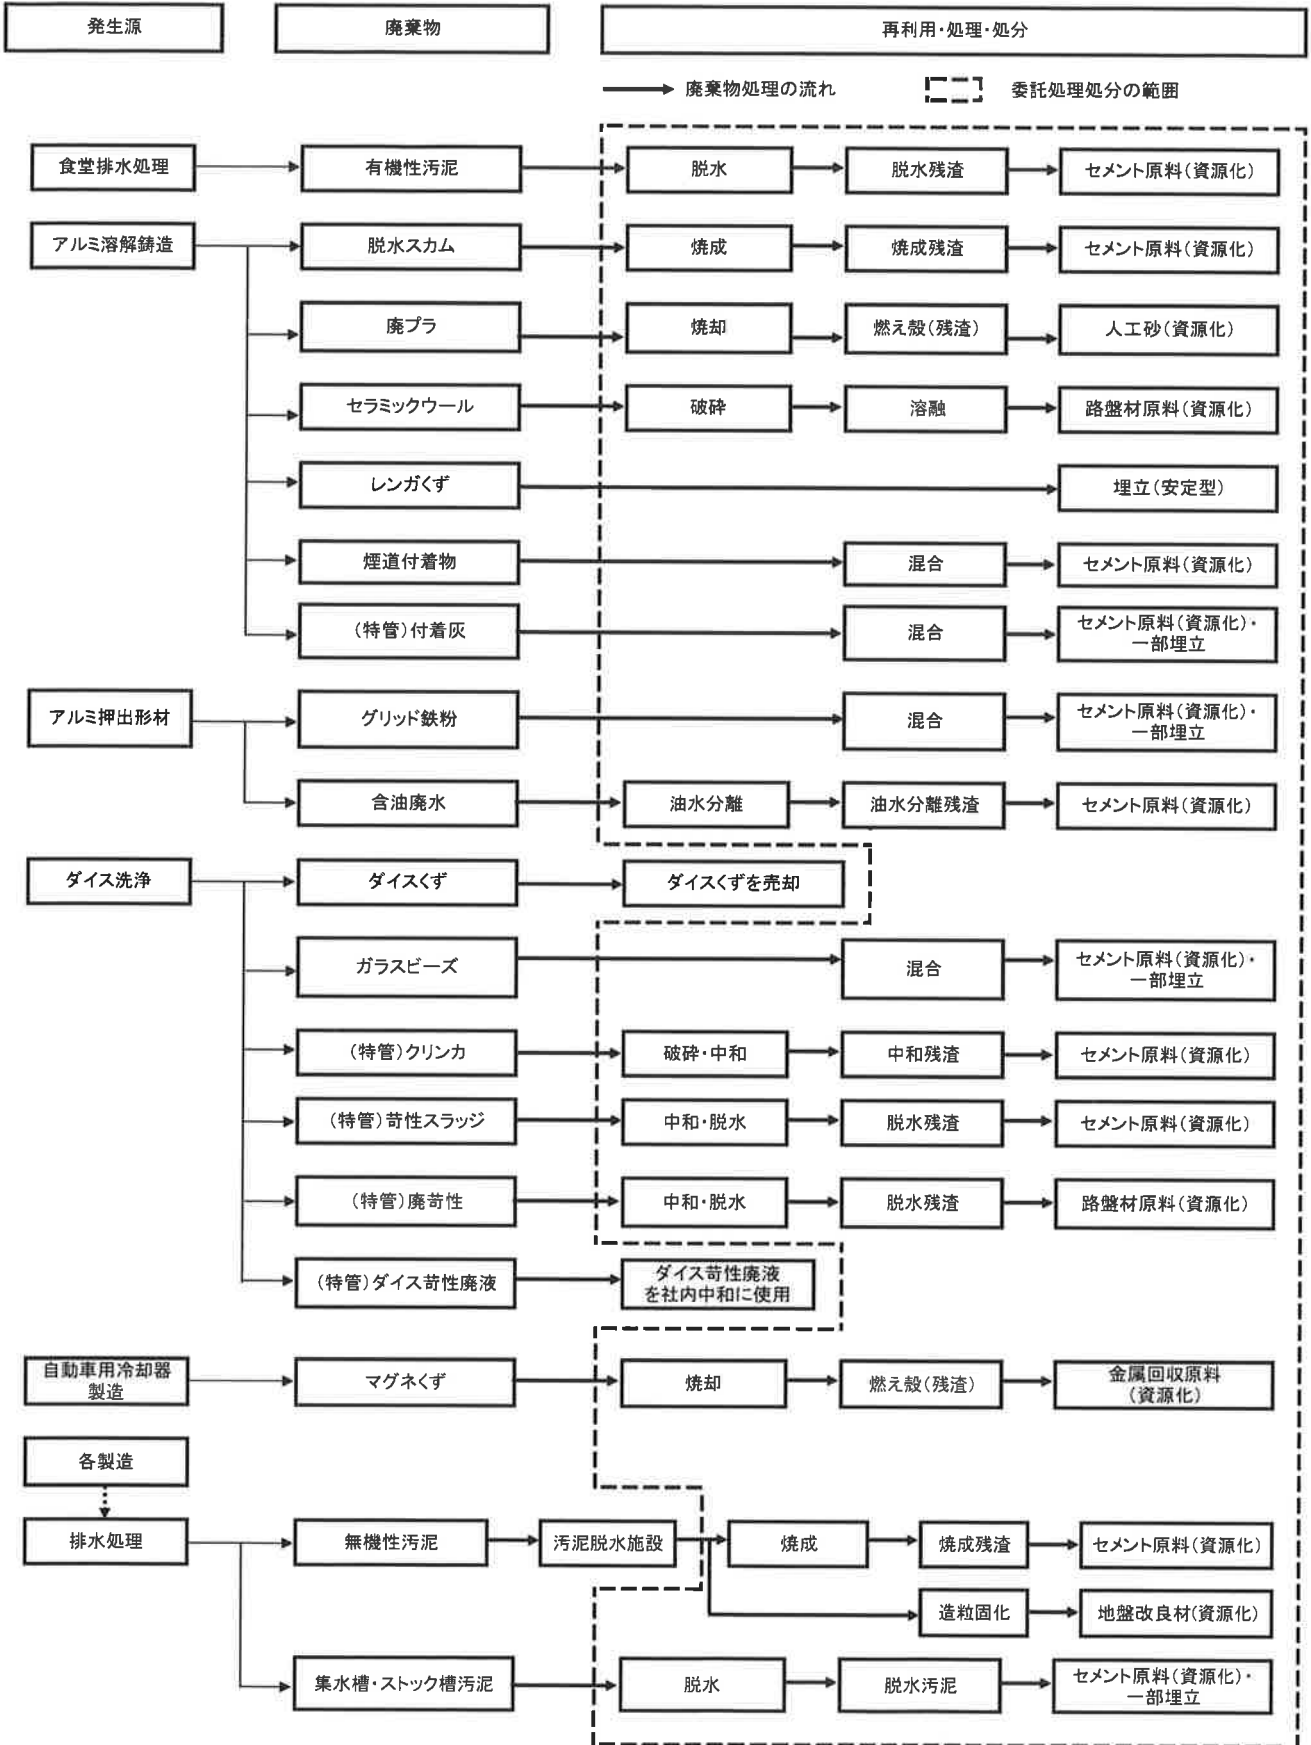 発生源
廃棄物
再利用・処理・処分
廃棄物処理の流れ
委託処理処分の範囲
食堂排水処理
有機性汚泥
脱水
脱水残渣
セメント原料(資源化)
アルミ溶解鋳造
脱水スカム
焼成
焼成残渣
セメント原料(資源化)
廃プラ
焼却
燃え殻(残渣)
人工砂(資源化)
セラミックウール
破砕
溶融
路盤材原料(資源化)
レンガくず
埋立(安定型)
煙道付着物
混合
セメント原料(資源化)
(特管)付着灰
混合
セメント原料(資源化)・
一部埋立
アルミ押出形材
グリッド鉄粉
混合
セメント原料(資源化)・
一部埋立
含油廃水
油水分離
油水分離残渣
セメント原料(資源化)
ダイス洗浄
ダイスくず
ダイスくずを売却
ガラスビーズ
混合
セメント原料(資源化)・
一部埋立
(特管)クリンカ
破砕・中和
中和残渣
セメント原料(資源化)
(特管)苛性スラッジ
中和・脱水
脱水残渣
セメント原料(資源化)
(特管)廃苛性
中和・脱水
脱水残渣
路盤材原料(資源化)
(特管)ダイス苛性廃液
ダイス苛性廃液
を社内中和に使用
自動車用冷却器
製造
マグネくず
焼却
燃え殻(残渣)
金属回収原料
(資源化)
各製造
排水処理
無機性汚泥
汚泥脱水施設
焼成
焼成残渣
セメント原料(資源化)
造粒固化
地盤改良材(資源化)
集水槽・ストック槽汚泥
脱水
脱水汚泥
セメント原料(資源化)・
一部埋立